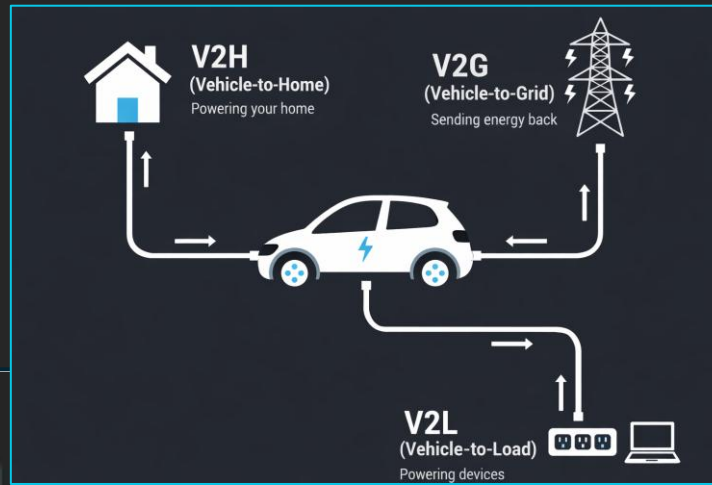 V2H
(Vehicle-to-Home)
Powering your home
V2G
(Vehicle-to-Grid)
Sending energy back
V2L
(Vehicle-to-Load)
Powering devices